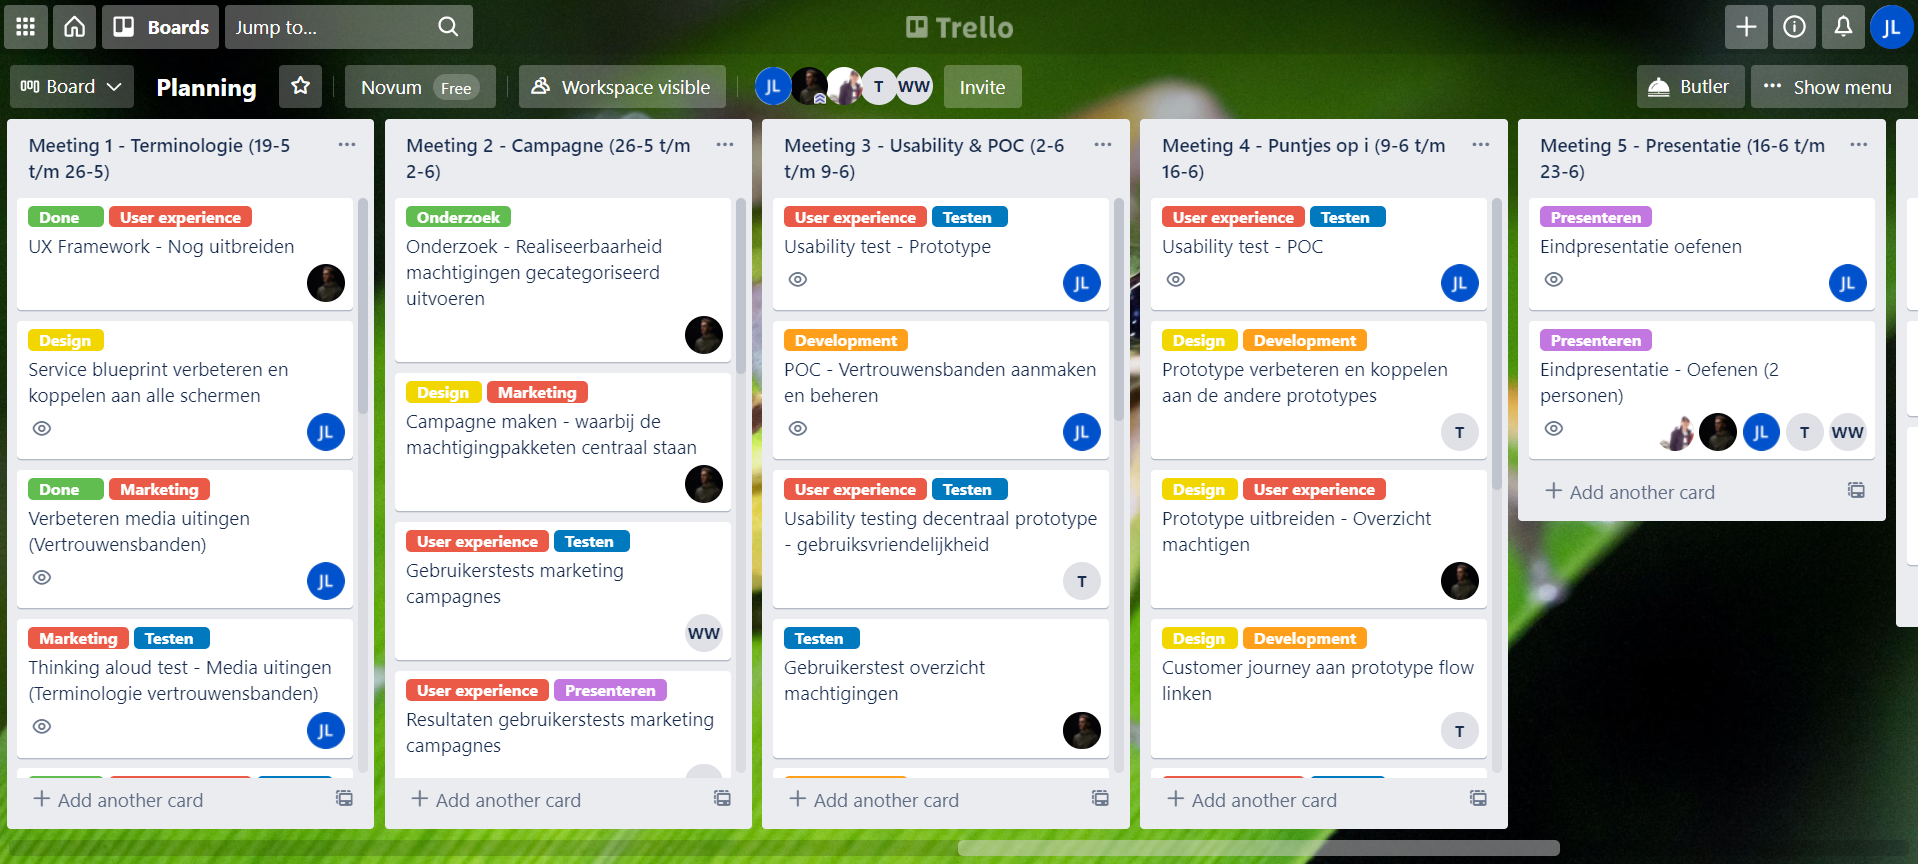 Boards
Jump to...
Trello
JL
Board
Planning
Novum Free
Workspace visible
JL
T
WW
Invite
Butler
Show menu
Meeting 1 - Terminologie (19-5
t/m 26-5)
Done User experience
UX Framework - Nog uitbreiden
Design
Service blueprint verbeteren en
koppelen aan alle schermen
JL
Done Marketing
Verbeteren media uitingen
(Vertrouwensbanden)
JL
Marketing Testen
Thinking aloud test - Media uitingen
(Terminologie vertrouwensbanden)
JL
Add another card
Meeting 2 - Campagne (26-5 t/m
2-6)
Onderzoek
Onderzoek - Realiseerbaarheid
machtigingen gecategoriseerd
uitvoeren
Design Marketing
Campagne maken - waarbij de
machtigingpakketen centraal staan
User experience Testen
Gebruikerstests marketing
campagnes
WW
User experience Presenteren
Resultaten gebruikerstests marketing
campagnes
Add another card
Meeting 3 - Usability & POC (2-6
t/m 9-6)
User experience Testen
Usability test - Prototype
JL
Development
POC - Vertrouwensbanden aanmaken
en beheren
JL
User experience Testen
Usability testing decentraal prototype
- gebruiksvriendelijkheid
T
Testen
Gebruikerstest overzicht
machtigingen
Add another card
Meeting 4 - Puntjes op i (9-6 t/m
16-6)
User experience Testen
Usability test - POC
JL
Design Development
Prototype verbeteren en koppelen
aan de andere prototypes
T
Design User experience
Prototype uitbreiden - Overzicht
machtigen
Design Development
Customer journey aan prototype flow
linken
T
Add another card
Meeting 5 - Presentatie (16-6 t/m
23-6)
Presenteren
Eindpresentatie oefenen
JL
Presenteren
Eindpresentatie - Oefenen (2
personen)
JL
T
WW
Add another card